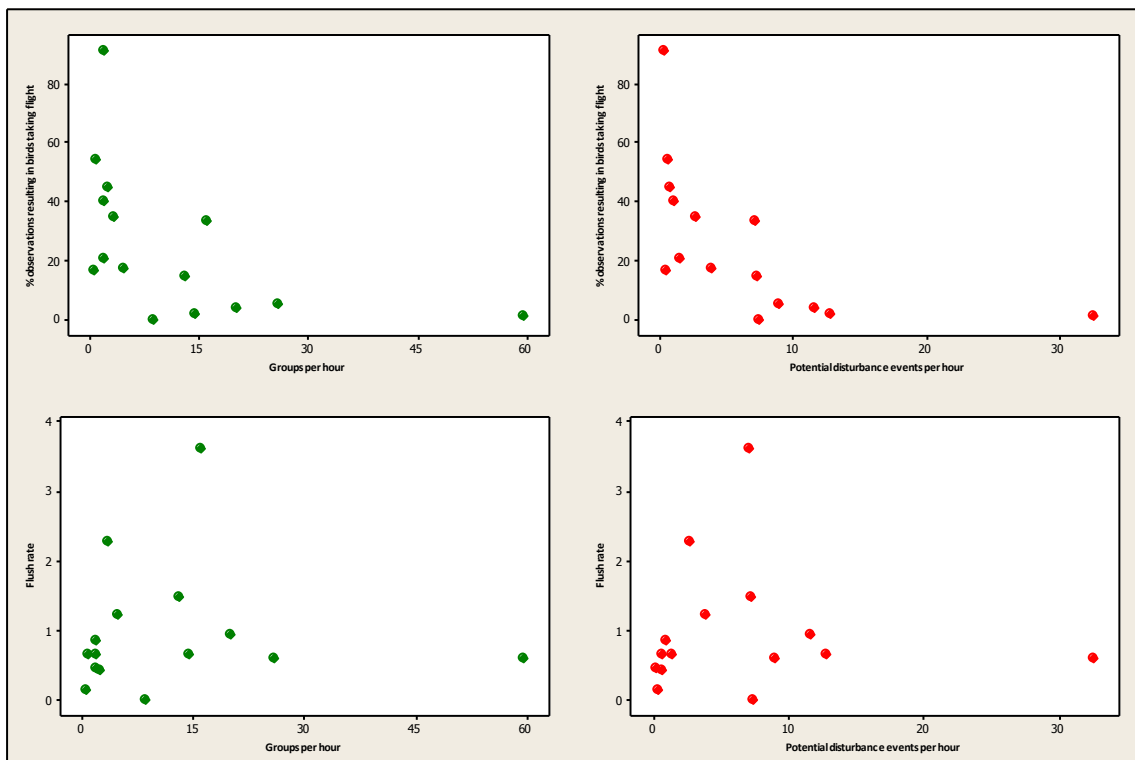 % observations resulting in birds taking flight
80
60
40
20
0
0 15 30 45 60
Groups per hour
% observations resulting in birds taking flight
80
60
40
20
0
0 10 20 30
Potential disturbance events per hour
Flush rate
4
3
2
1
0
0 15 30 45 60
Groups per hour
Flush rate
4
3
2
1
0
0 10 20 30
Potential disturbance events per hour